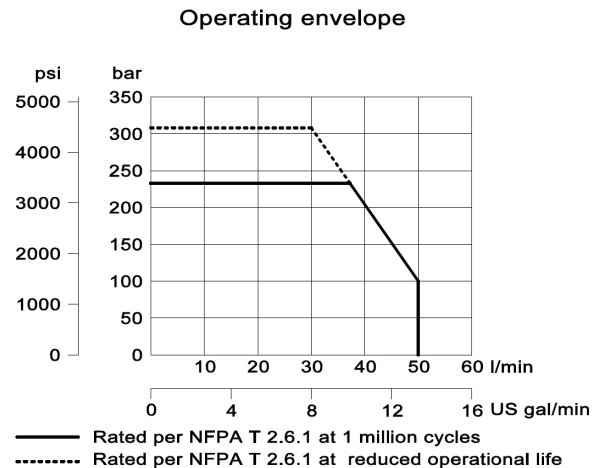 Operating envelope
psi bar
5000 350
4000 300
3000 250
2000 200
1000 150
0 100
50
0
10 20 30 40 50 60 l/min
0 4 8 12 16 US gal/min
Rated per NFPA T 2.6.1 at 1 million cycles
Rated per NFPA T 2.6.1 at reduced operational life